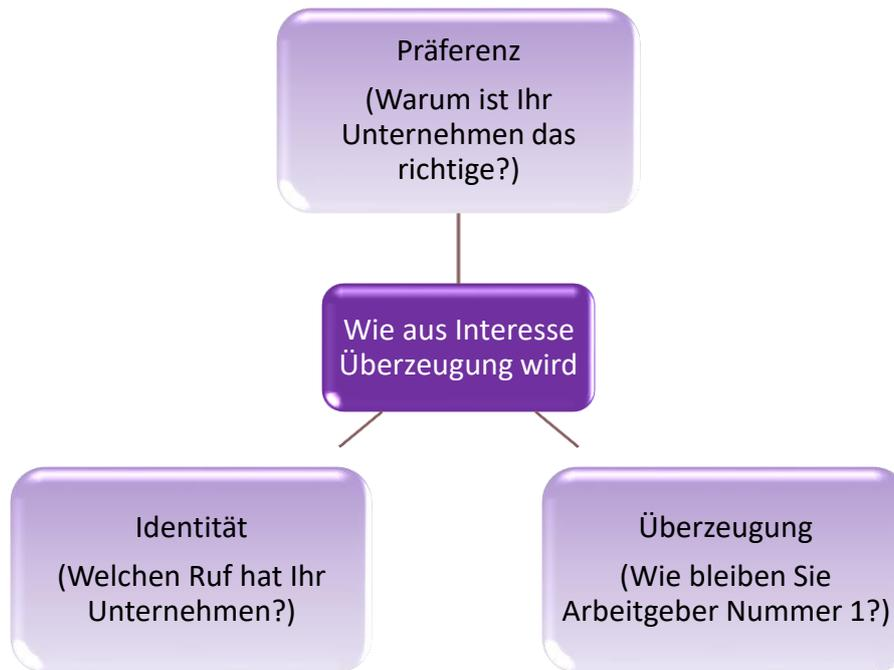 Präferenz
(Warum ist Ihr
Unternehmen das
richtige?)
Wie aus Interesse
Überzeugung wird
Identität
(Welchen Ruf hat Ihr
Unternehmen?)
Überzeugung
(Wie bleiben Sie
Arbeitgeber Nummer 1?)